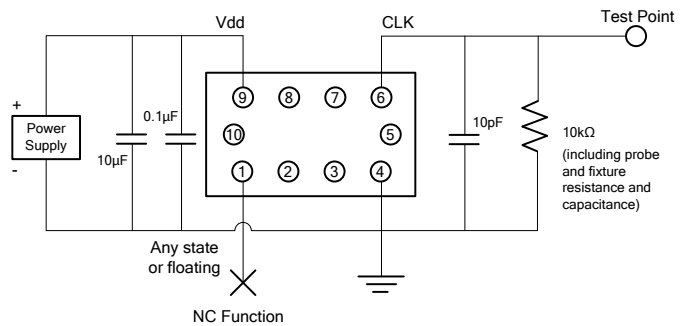 Test Point
Vdd
CLK
+
Power
Supply
-
10µF
0.1µF
9
8
7
6
10
5
1
2
3
4
10pF
10kΩ
(including probe
and fixture
resistance and
capacitance)
Any state
or floating
NC Function